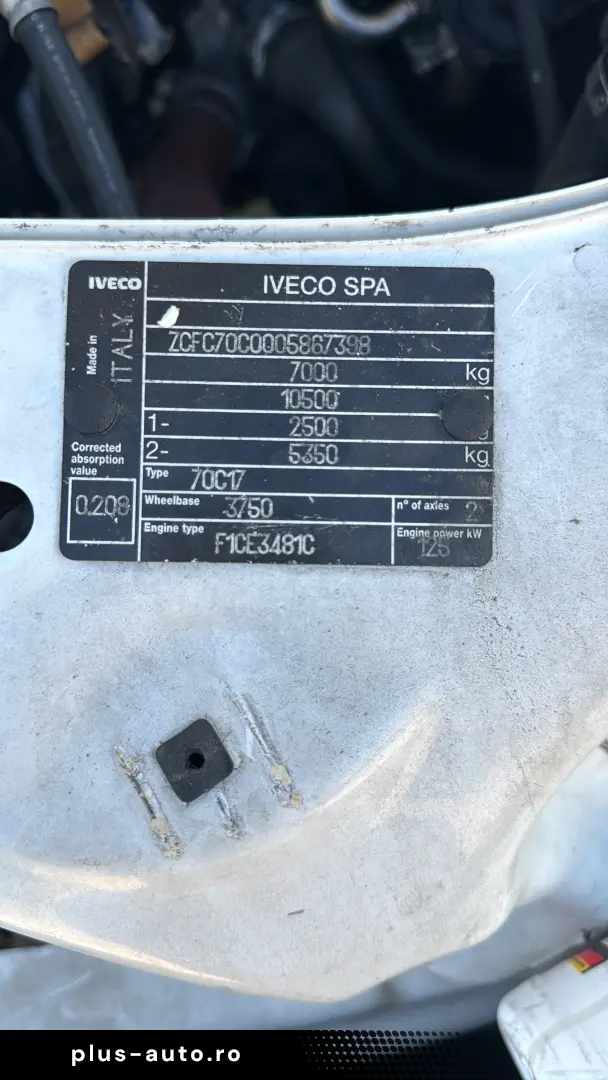 IVECO
IVECO SPA
Made in
ITALY
ZCFC70C0005867398
7000 kg
10500
1- 2500
2- 5350 kg
Corrected
absorption
value
0.208
Type 70C17
Wheelbase 3750
n° of axles 2
Engine type F1CE3481C
Engine power kW
125
plus-auto.ro